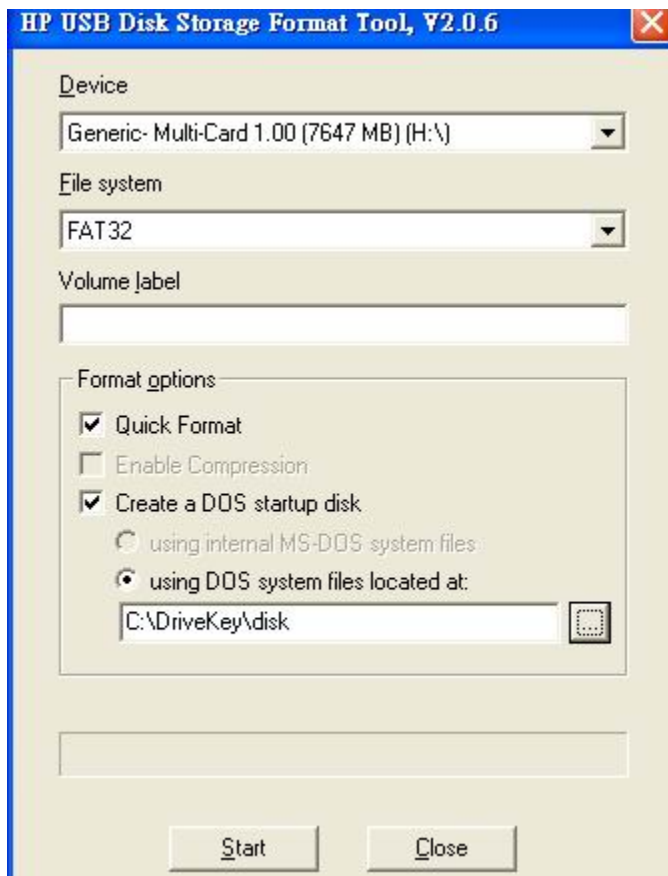 HP USB Disk Storage Format Tool, V2.0.6
Device
Generic- Multi-Card 1.00 (7647 MB) (H:\)
File system
FAT32
Volume label
Format options
Quick Format
Enable Compression
Create a DOS startup disk
using internal MS-DOS system files
using DOS system files located at:
C:\DriveKey\disk
...
Start
Close